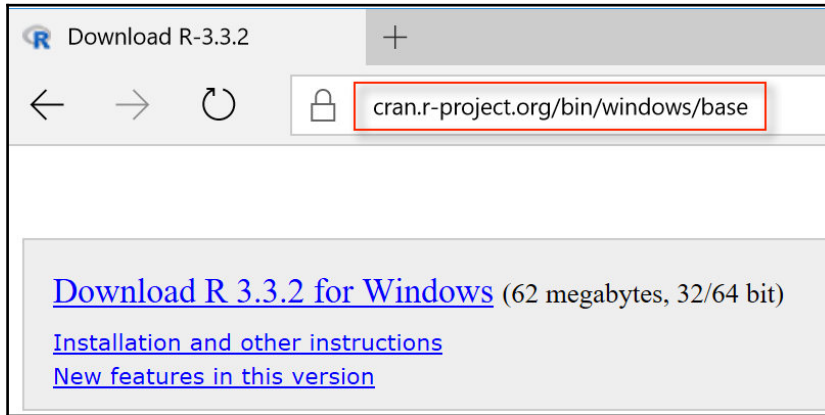 R Download R-3.3.2
cran.r-project.org/bin/windows/base
Download R 3.3.2 for Windows (62 megabytes, 32/64 bit)
Installation and other instructions
New features in this version